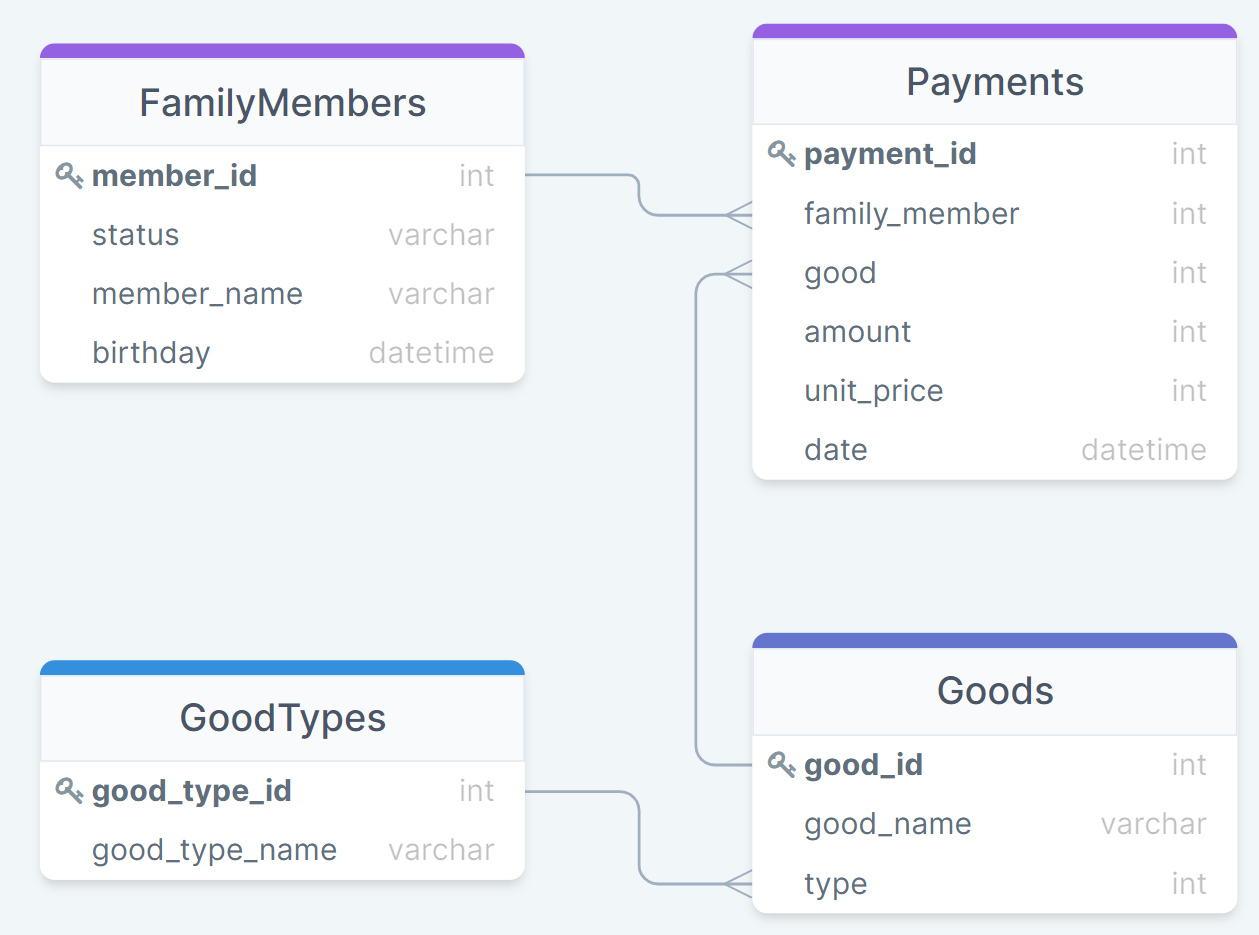 FamilyMembers
member_id int
status varchar
member_name varchar
birthday datetime
Payments
payment_id int
family_member int
good int
amount int
unit_price int
date datetime
GoodTypes
good_type_id int
good_type_name varchar
Goods
good_id int
good_name varchar
type int